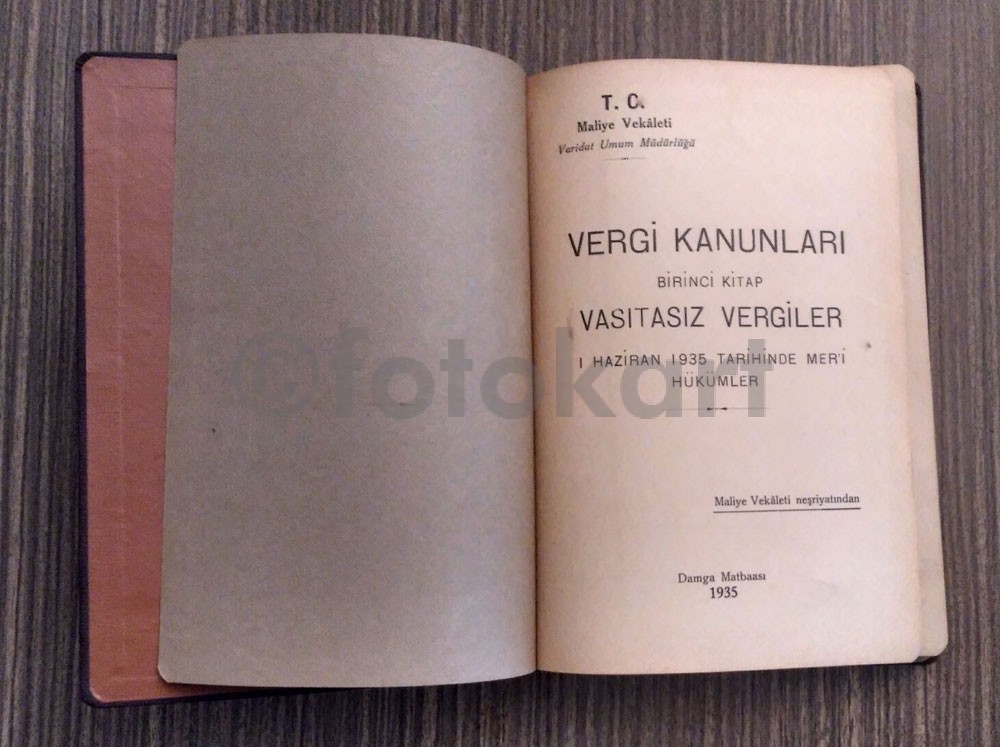 T. C.
Maliye Vekâleti
Varidat Umum Müdürlüğü
VERGİ KANUNLARI
BİRİNCİ KİTAP
VASITASIZ VERGİLER
1 HAZİRAN 1935 TARİHİNDE MER'İ
HÜKÜMLER
©fotokart
Maliye Vekâleti neşriyatından
Damga Matbaası
1935